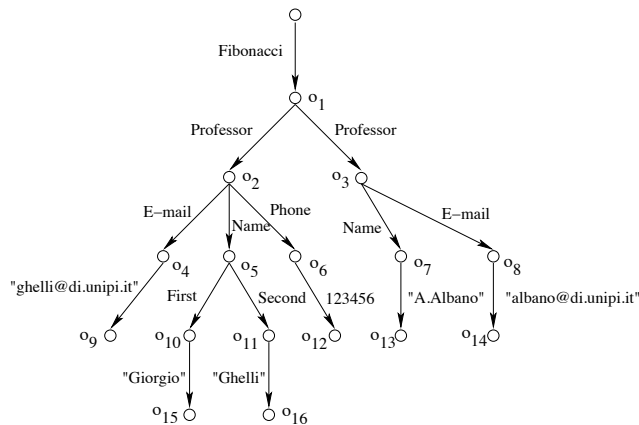 Fibonacci
o1
Professor Professor
o2 o3
E-mail Name Phone Name E-mail
o4 o5 o6 o7 o8
"ghelli@di.unipi.it" First Second 123456 "A.Albano" "albano@di.unipi.it"
o9 o10 o11 o12 o13 o14
"Giorgio" "Ghelli"
o15 o16